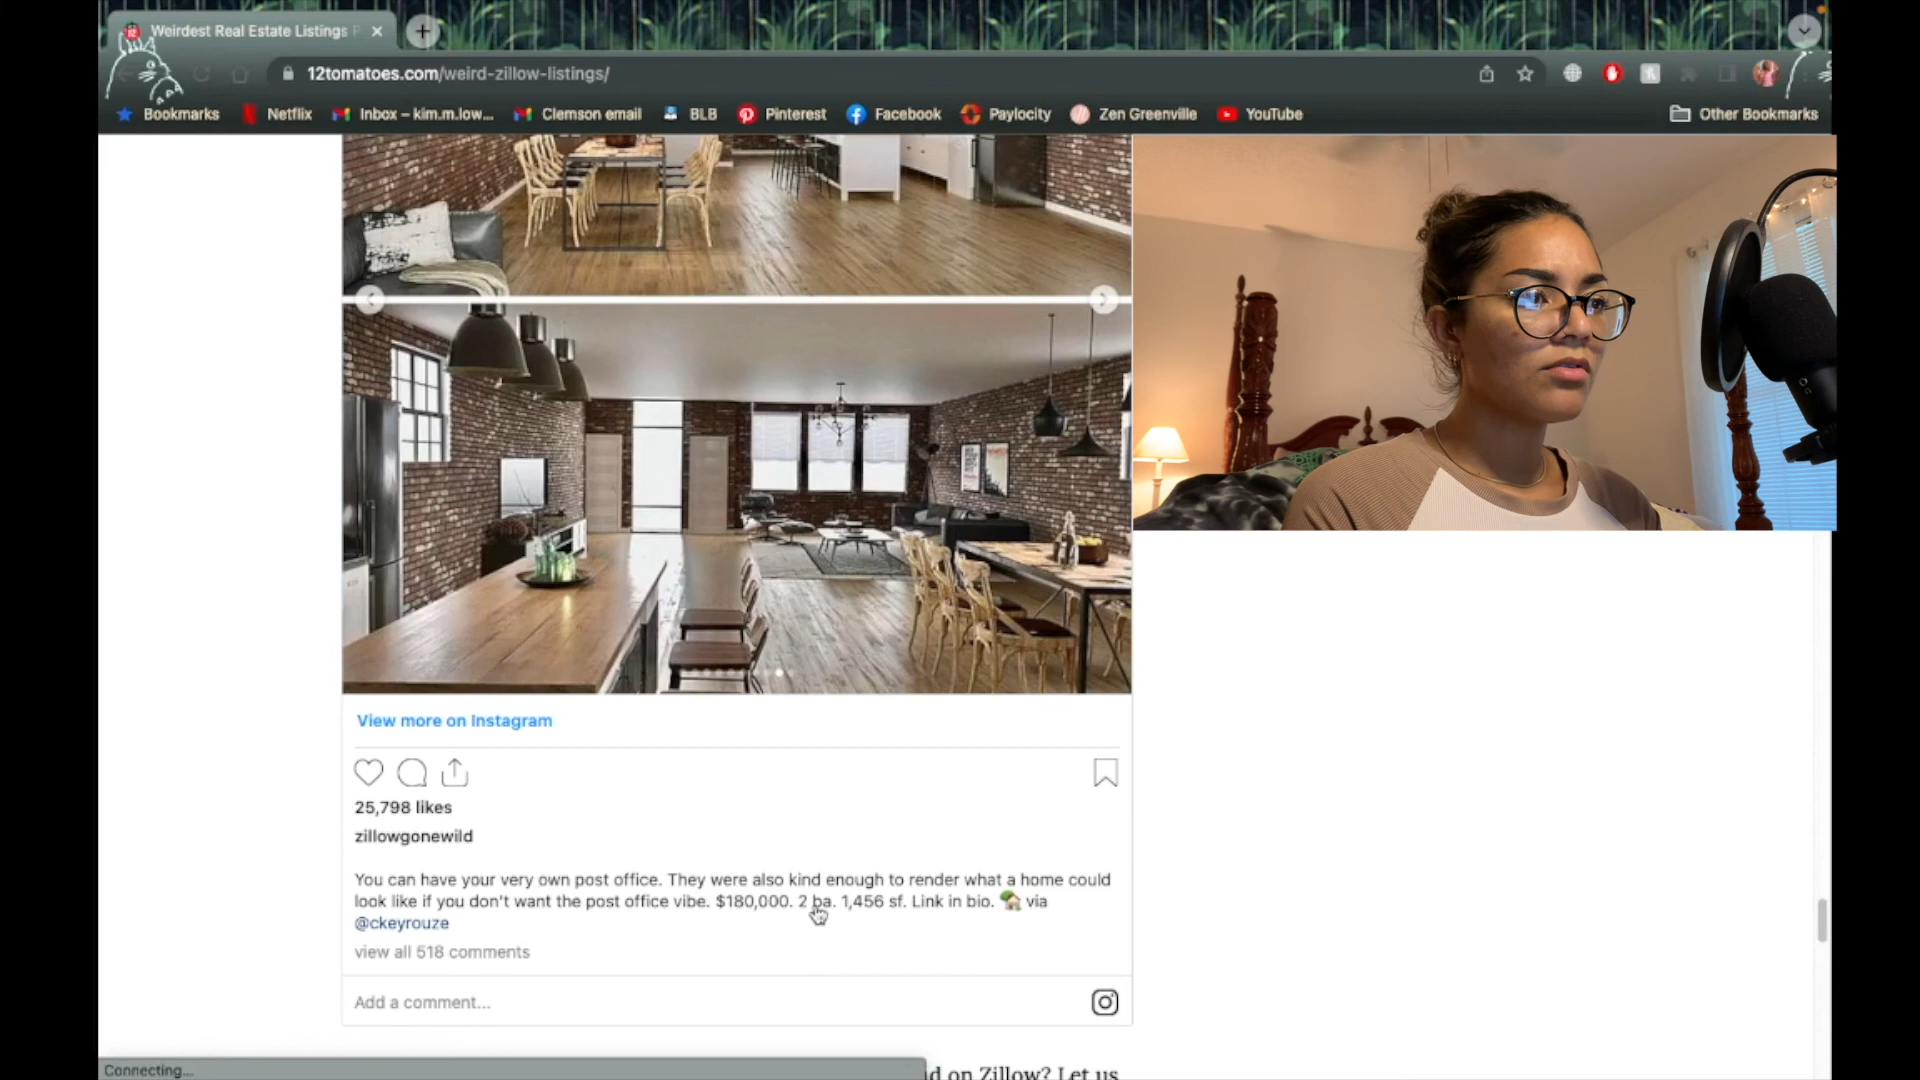 Weirdest Real Estate Listings
12tomatoes.com/weird-zillow-listings/
Bookmarks Netflix Inbox – kim.m.low... Clemson email BLB Pinterest Facebook Paylocity Zen Greenville YouTube Other Bookmarks
View more on Instagram
25,798 likes
zillowgonewild
You can have your very own post office. They were also kind enough to render what a home could
look like if you don't want the post office vibe. $180,000. 2 ba. 1,456 sf. Link in bio. 🏡 via
@ckeyrouze
view all 518 comments
Add a comment...
Connecting...
on Zillow? Let us